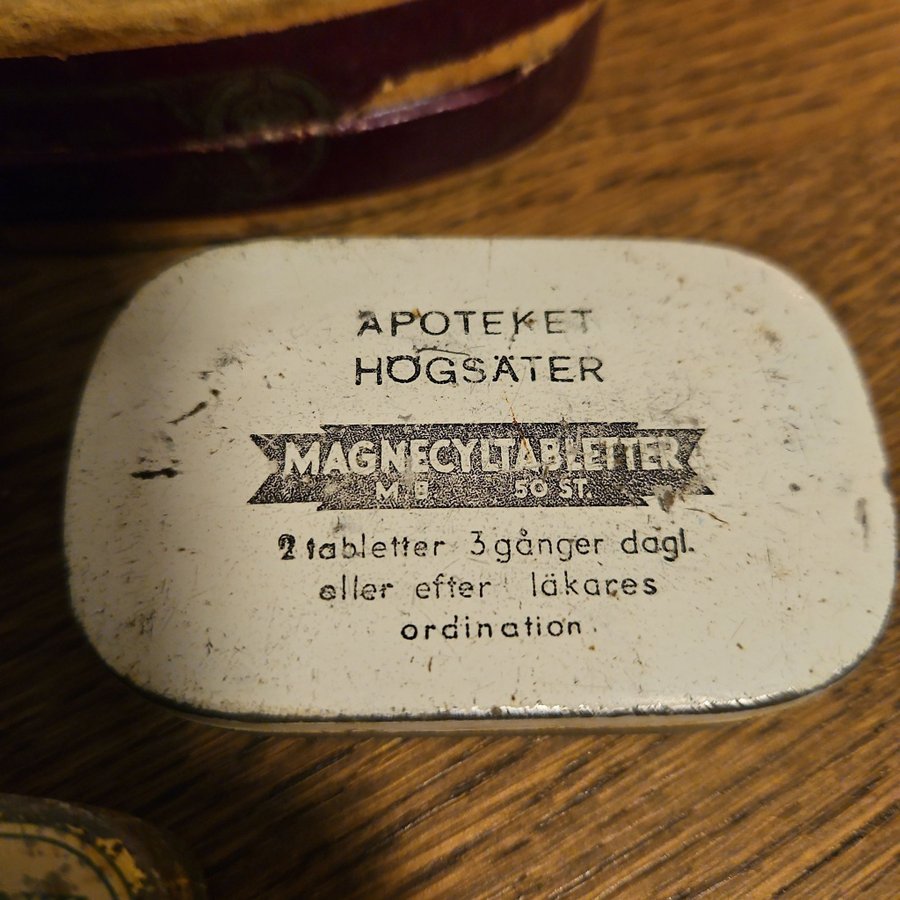 APOTEKET
HÖGSÄTER
MAGNECYLTABLETTER
M.B. 50 ST.
2 tabletter 3 gånger dagl.
eller efter läkares
ordination.